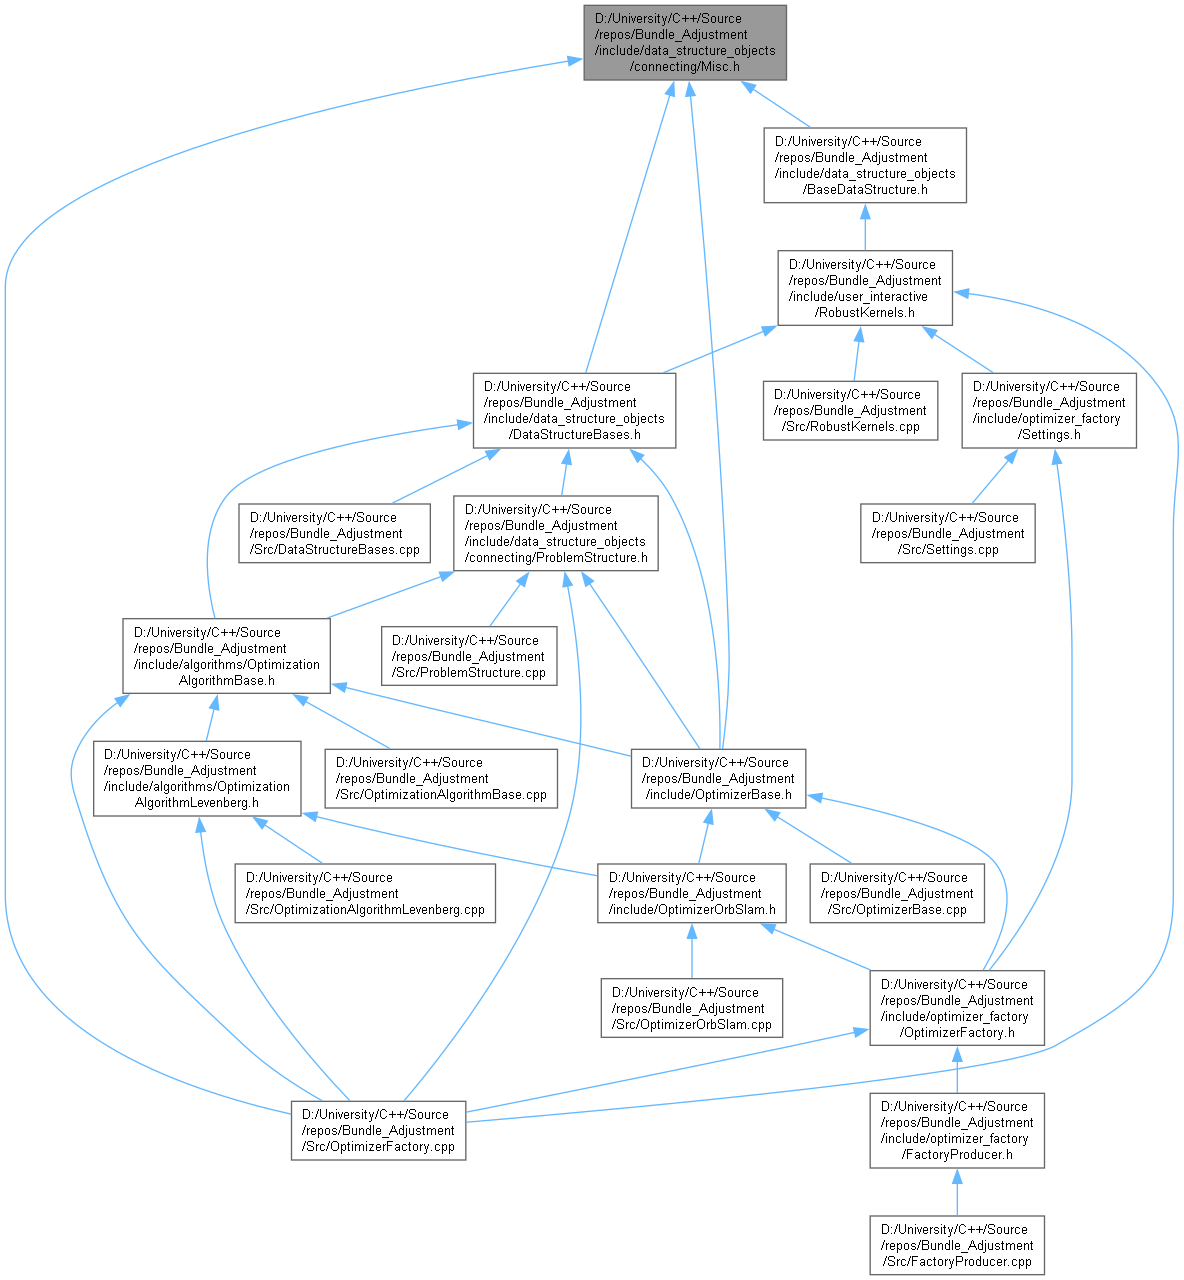 D:/University/C++/Source
/repos/Bundle_Adjustment
/include/data_structure_objects
/connecting/Misc.h
D:/University/C++/Source
/repos/Bundle_Adjustment
/include/data_structure_objects
/BaseDataStructure.h
D:/University/C++/Source
/repos/Bundle_Adjustment
/include/user_interactive
/RobustKernels.h
D:/University/C++/Source
/repos/Bundle_Adjustment
/include/data_structure_objects
/DataStructureBases.h
D:/University/C++/Source
/repos/Bundle_Adjustment
/Src/RobustKernels.cpp
D:/University/C++/Source
/repos/Bundle_Adjustment
/include/optimizer_factory
/Settings.h
D:/University/C++/Source
/repos/Bundle_Adjustment
/Src/DataStructureBases.cpp
D:/University/C++/Source
/repos/Bundle_Adjustment
/include/data_structure_objects
/connecting/ProblemStructure.h
D:/University/C++/Source
/repos/Bundle_Adjustment
/Src/Settings.cpp
D:/University/C++/Source
/repos/Bundle_Adjustment
/include/algorithms/Optimization
AlgorithmBase.h
D:/University/C++/Source
/repos/Bundle_Adjustment
/Src/ProblemStructure.cpp
D:/University/C++/Source
/repos/Bundle_Adjustment
/include/algorithms/Optimization
AlgorithmLevenberg.h
D:/University/C++/Source
/repos/Bundle_Adjustment
/Src/OptimizationAlgorithmBase.cpp
D:/University/C++/Source
/repos/Bundle_Adjustment
/include/OptimizerBase.h
D:/University/C++/Source
/repos/Bundle_Adjustment
/Src/OptimizationAlgorithmLevenberg.cpp
D:/University/C++/Source
/repos/Bundle_Adjustment
/include/OptimizerOrbSlam.h
D:/University/C++/Source
/repos/Bundle_Adjustment
/Src/OptimizerBase.cpp
D:/University/C++/Source
/repos/Bundle_Adjustment
/Src/OptimizerOrbSlam.cpp
D:/University/C++/Source
/repos/Bundle_Adjustment
/include/optimizer_factory
/OptimizerFactory.h
D:/University/C++/Source
/repos/Bundle_Adjustment
/Src/OptimizerFactory.cpp
D:/University/C++/Source
/repos/Bundle_Adjustment
/include/optimizer_factory
/FactoryProducer.h
D:/University/C++/Source
/repos/Bundle_Adjustment
/Src/FactoryProducer.cpp